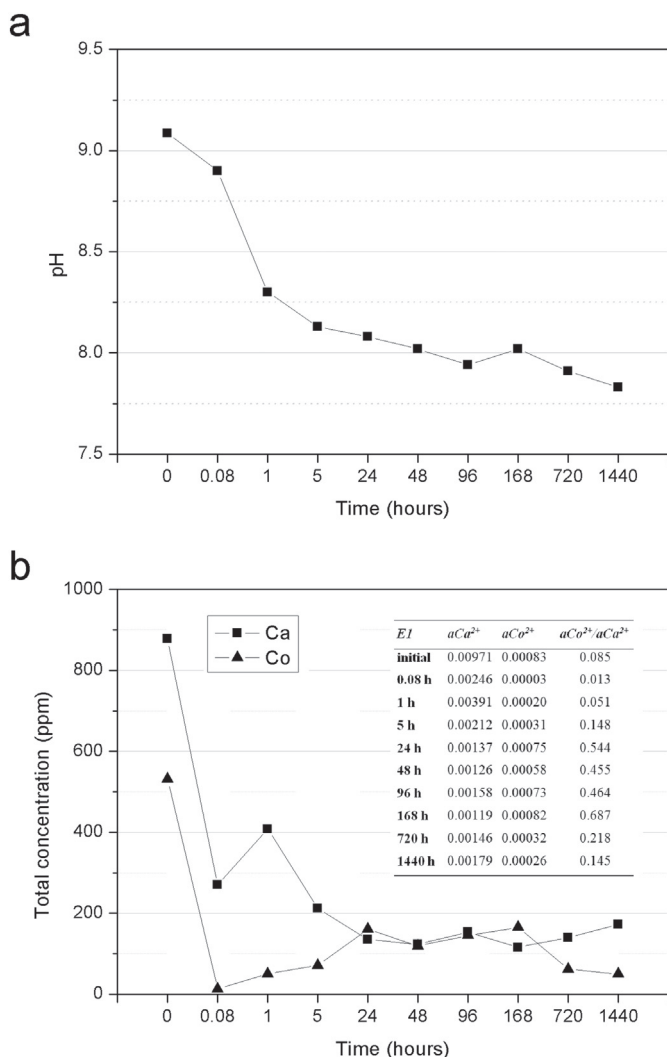 a
9.5
9.0
8.5
8.0
7.5
pH
0 0.08 1 5 24 48 96 168 720 1440
Time (hours)
b
1000
800
600
400
200
0
Total concentration (ppm)
Ca
Co
E1 aCa²⁺ aCo²⁺ aCo²⁺/aCa²⁺
initial 0.00971 0.00083 0.085
0.08 h 0.00246 0.00003 0.013
1 h 0.00391 0.00020 0.051
5 h 0.00212 0.00031 0.148
24 h 0.00137 0.00075 0.544
48 h 0.00126 0.00058 0.455
96 h 0.00158 0.00073 0.464
168 h 0.00119 0.00082 0.687
720 h 0.00146 0.00032 0.218
1440 h 0.00179 0.00026 0.145
0 0.08 1 5 24 48 96 168 720 1440
Time (hours)